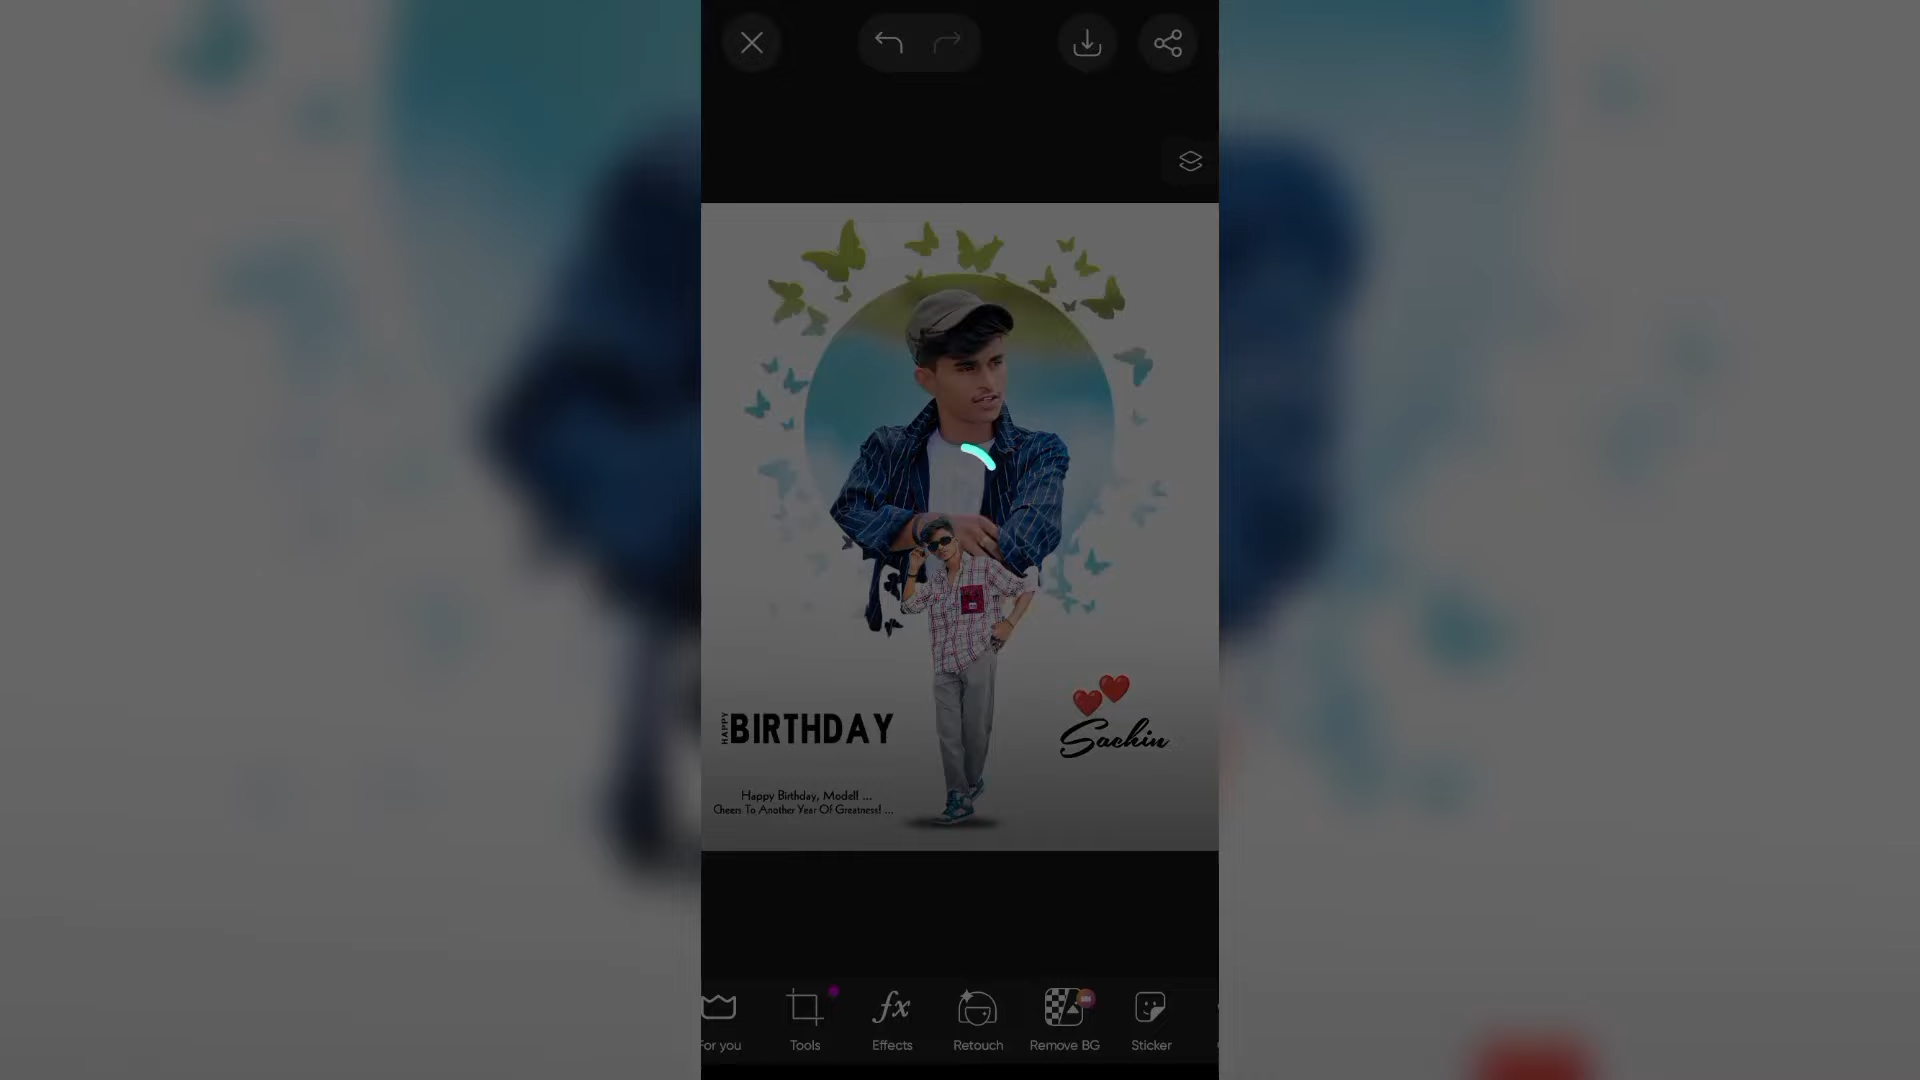 HAPPY
BIRTHDAY
Sachin
Happy Birthday, Modell ...
Cheers To Another Year Of Greatness! ...
For you
Tools
Effects
Retouch
Remove BG
Sticker